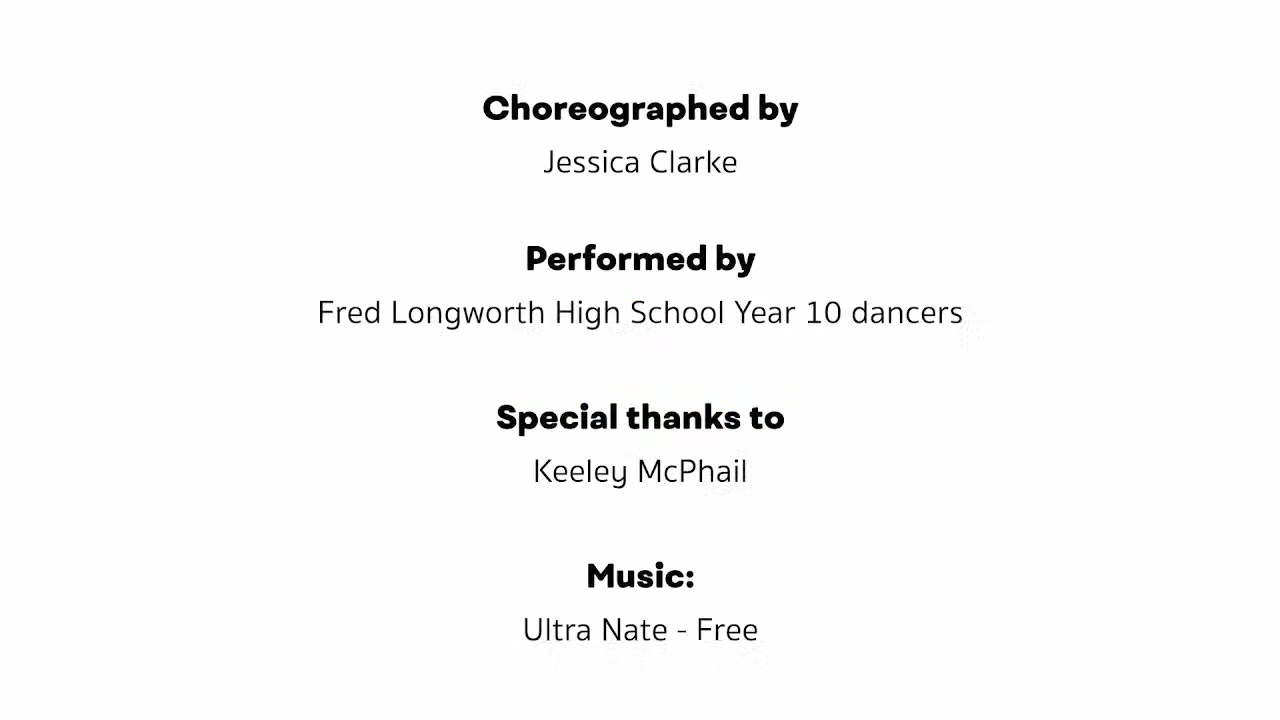 Choreographed by
Jessica Clarke
Performed by
Fred Longworth High School Year 10 dancers
Special thanks to
Keeley McPhail
Music:
Ultra Nate - Free